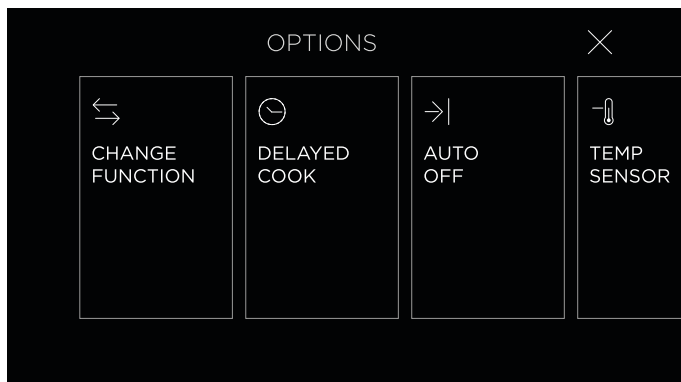 OPTIONS
CHANGE
FUNCTION
DELAYED
COOK
AUTO
OFF
TEMP
SENSOR